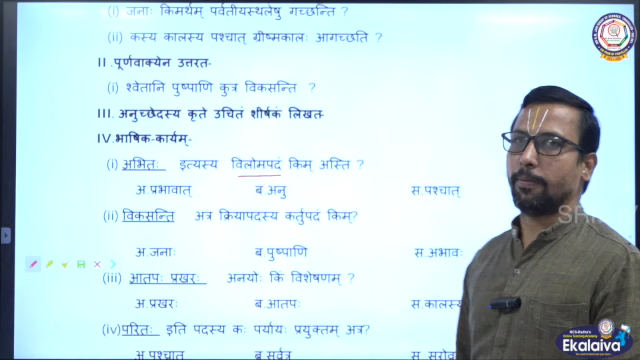 (i) जनाः किमर्थम् पर्वतीयस्थलेषु गच्छन्ति ?
(ii) कस्य कालस्य पश्चात् ग्रीष्मकालः आगच्छति ?
II .पूर्णवाक्येन उत्तरत-
(i) श्वेतानि पुष्पाणि कुत्र विकसन्ति ?
III. अनुच्छेदस्य कृते उचितं शीर्षकं लिखत-
IV.भाषिक-कार्यम्-
(i) अभितः इत्यस्य विलोमपदं किम् अस्ति ?
अ.प्रभावात् ब अनु स पश्चात्
(ii) विकसन्ति अत्र क्रियापदस्य कर्तृपदं किम्?
अ.जनाः ब पुष्पाणि स अभावः
(iii) आतपः प्रखरः अनयोः किं विशेषणम् ?
अ.प्रखरः ब.आतपः स.कालस्य
(iv)परितः इति पदस्य कः पर्यायः प्रयुक्तम् अत्र?
अ.पश्चात् ब सर्वत्र
Ekalaiva